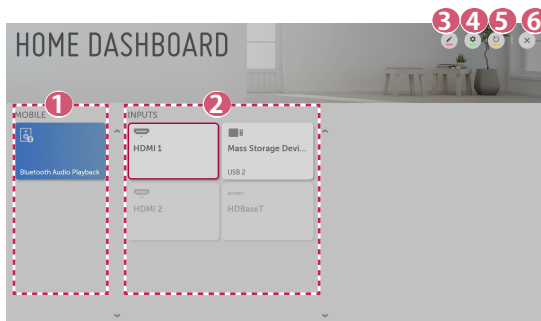 3 4 5 6
HOME DASHBOARD
1 2
MOBILE INPUTS
HDMI 1 Mass Storage Devi...
Bluetooth Audio Playback USB 2
HDMI 2 HDBaseT